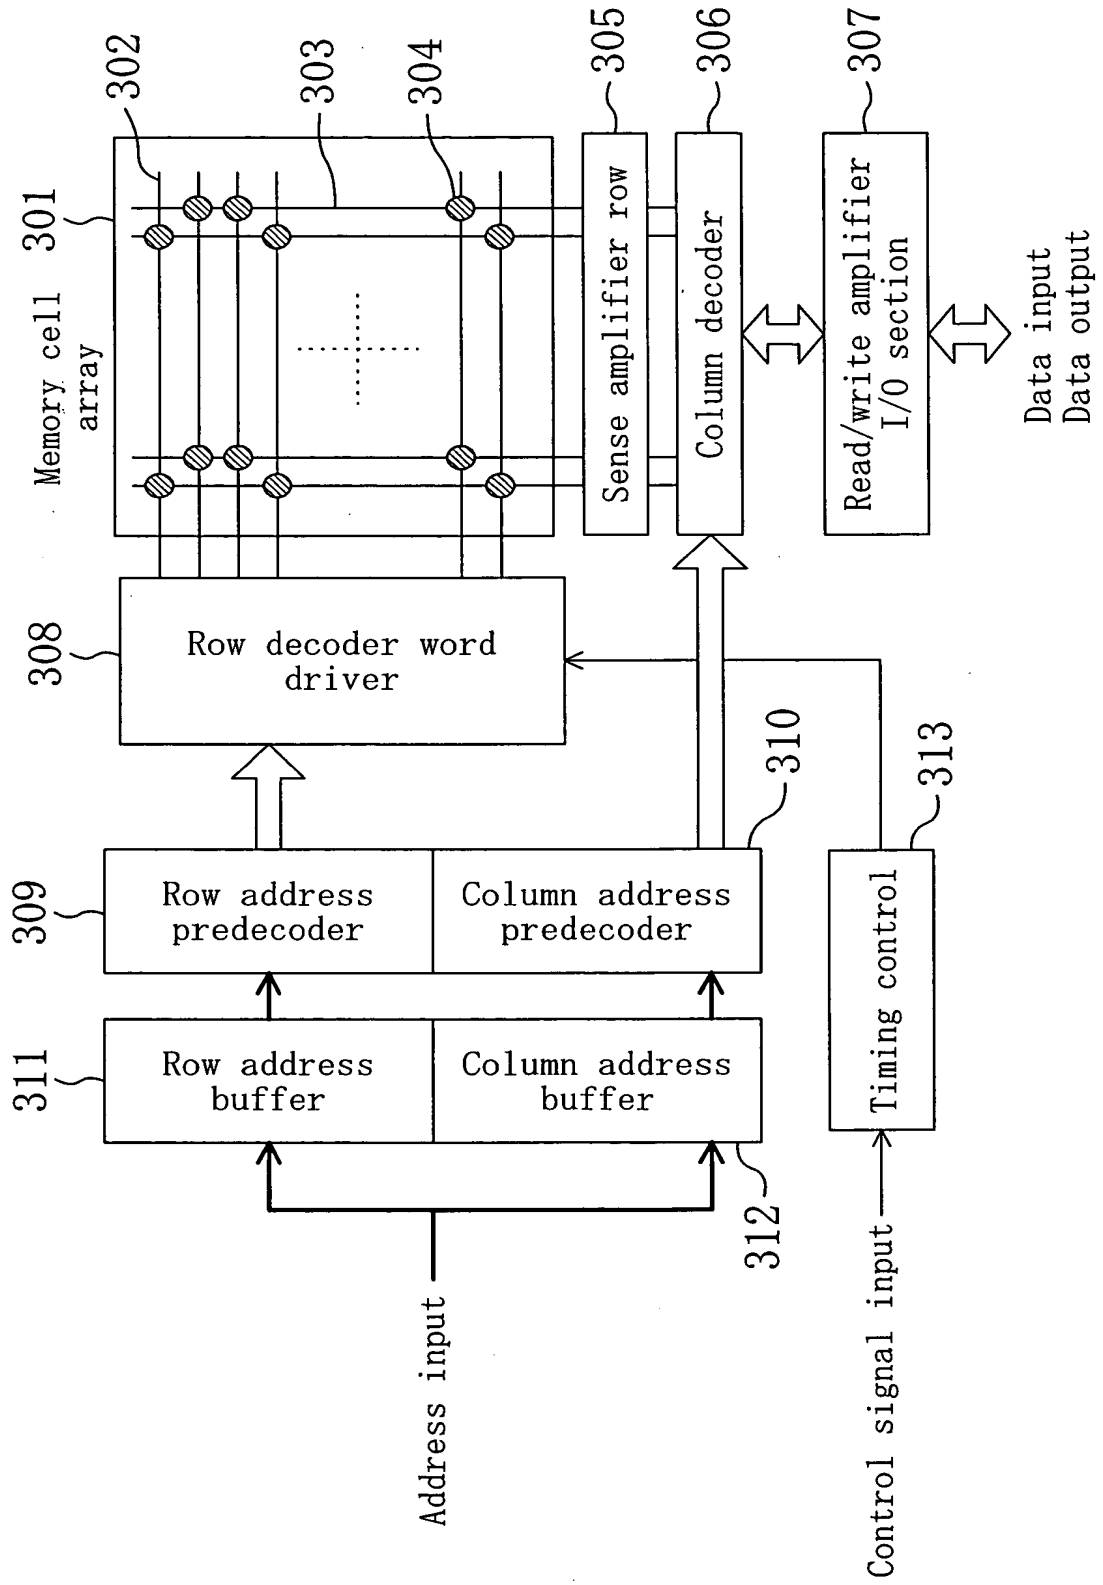 301
Memory cell
array
302
303
304
305
Sense amplifier row
306
Column decoder
307
Read/write amplifier
I/O section
Data input
Data output
308
Row decoder word
driver
309
Row address
predecoder
Column address
predecoder
310
311
Row address
buffer
Column address
buffer
312
Address input
Timing control
313
Control signal input